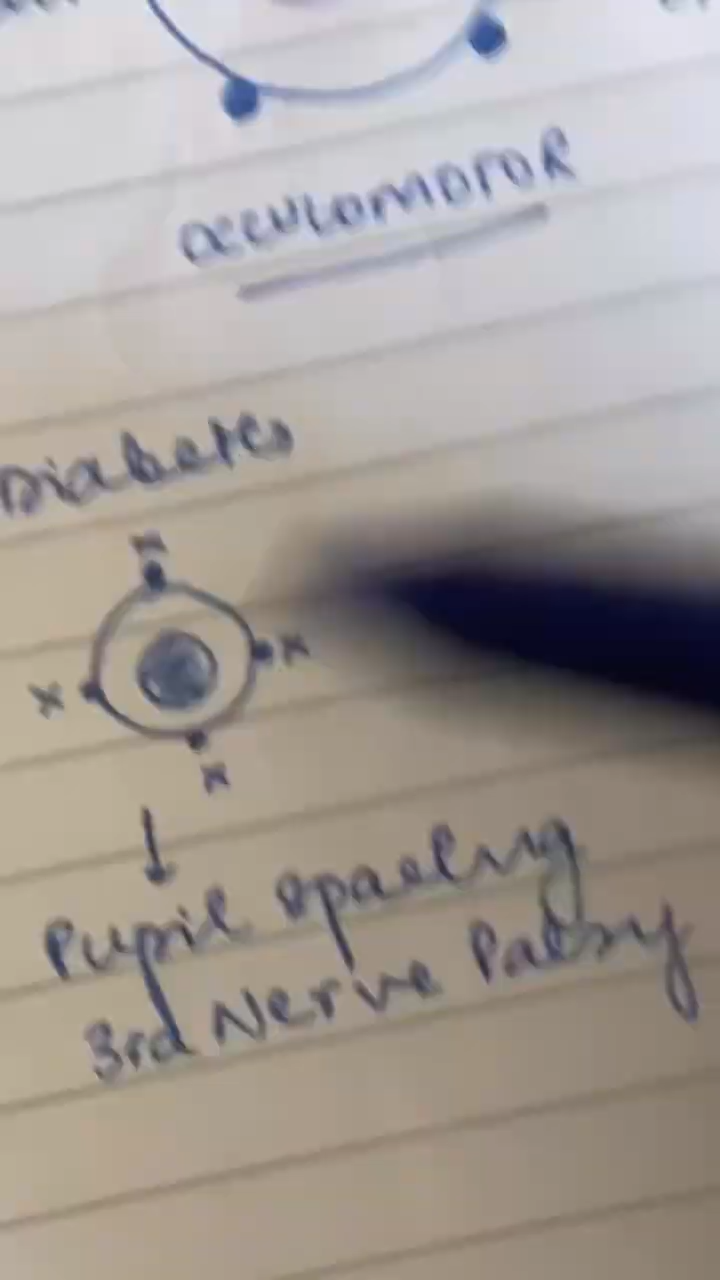 OCCULOMOTOR
Diabetes
x
x
x
x
Pupil sparing
3rd Nerve Palsy